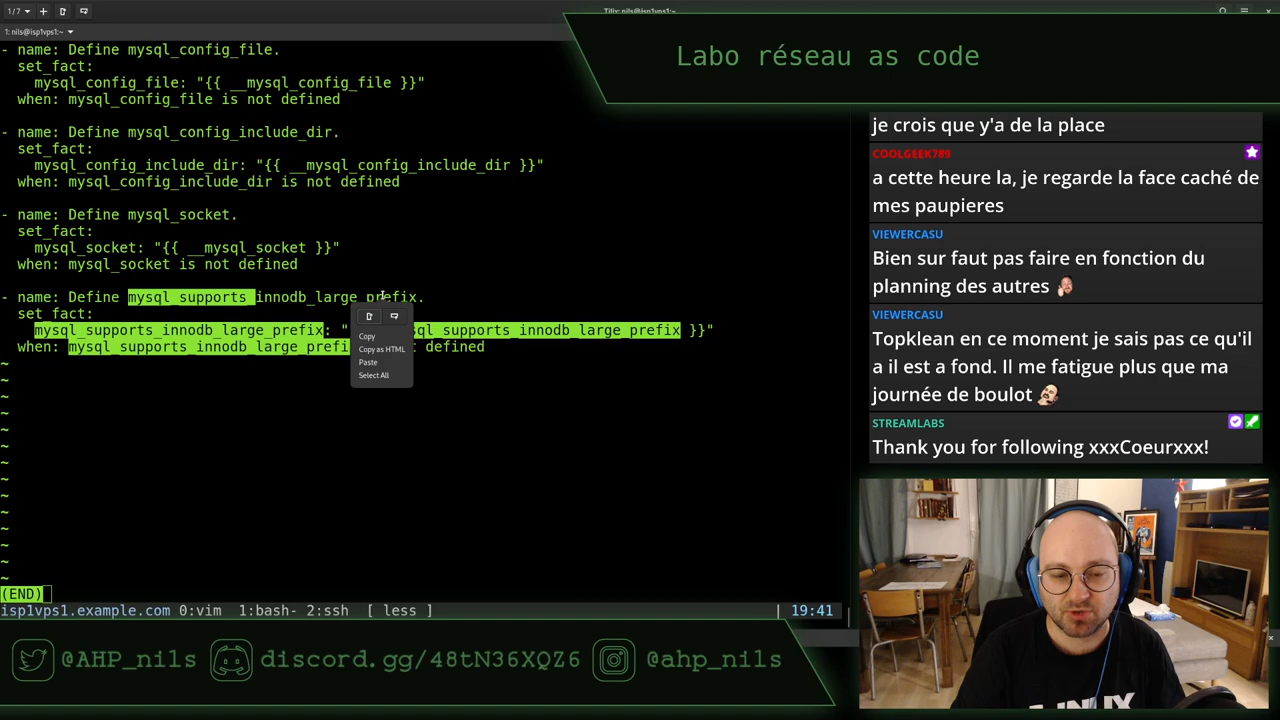 1/7
Tilix: nils@isp1vps1:~
1: nils@isp1vps1:~
Labo réseau as code
- name: Define mysql_config_file.
set_fact:
mysql_config_file: "{{ __mysql_config_file }}"
when: mysql_config_file is not defined
- name: Define mysql_config_include_dir.
set_fact:
mysql_config_include_dir: "{{ __mysql_config_include_dir }}"
when: mysql_config_include_dir is not defined
- name: Define mysql_socket.
set_fact:
mysql_socket: "{{ __mysql_socket }}"
when: mysql_socket is not defined
- name: Define mysql_supports_innodb_large_prefix.
set_fact:
mysql_supports_innodb_large_prefix: " sql_supports_innodb_large_prefix }}"
when: mysql_supports_innodb_large_prefi t defined
Copy
Copy as HTML
Paste
Select All
~
~
~
~
~
~
~
~
~
~
~
~
~
~
(END)
isp1vps1.example.com 0:vim 1:bash- 2:ssh [ less ] | 19:41
je crois que y'a de la place
COOLGEEK789
a cette heure la, je regarde la face caché de
mes paupieres
VIEWERCASU
Bien sur faut pas faire en fonction du
planning des autres
VIEWERCASU
Topklean en ce moment je sais pas ce qu'il
a il est a fond. Il me fatigue plus que ma
journée de boulot
STREAMLABS
Thank you for following xxxCoeurxxx!
LINUX
@AHP_nils discord.gg/48tN36XQZ6 @ahp_nils